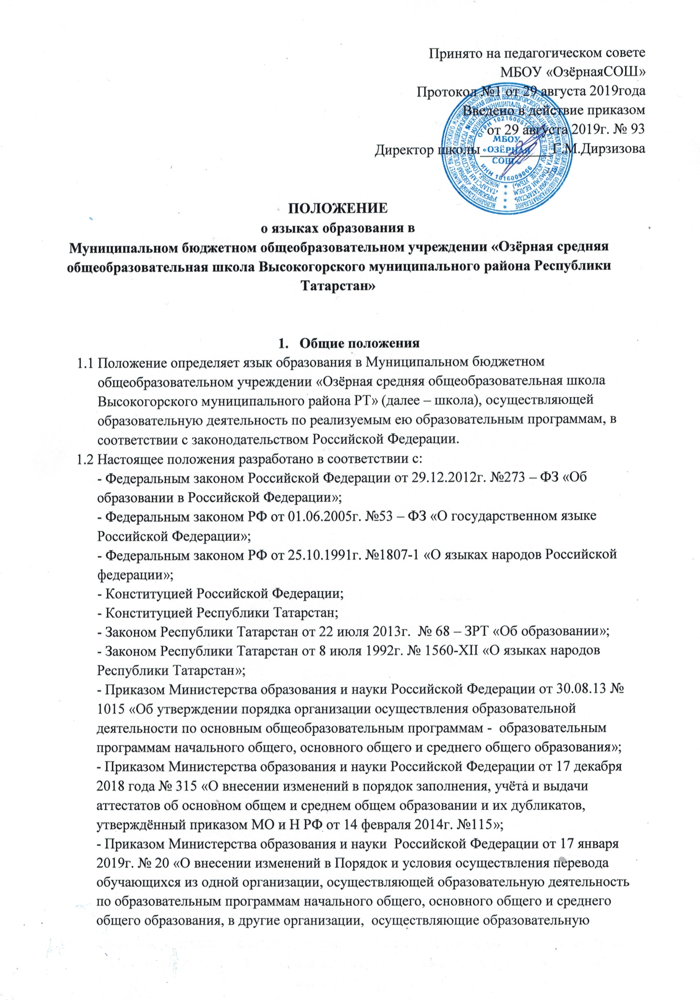 Принято на педагогическом совете
МБОУ «ОзёрнаяСОШ»
Протокол №1 от 29 августа 2019года
Введено в действие приказом
от 29 августа 2019г. № 93
Директор школы__________ Г.М.Дирзизова
МБОУ
«ОЗЁРНАЯ
СОШ»
ИНН 1616009066
ПОЛОЖЕНИЕ
о языках образования в
Муниципальном бюджетном общеобразовательном учреждении «Озёрная средняя
общеобразовательная школа Высокогорского муниципального района Республики
Татарстан»
1. Общие положения
1.1 Положение определяет язык образования в Муниципальном бюджетном
общеобразовательном учреждении «Озёрная средняя общеобразовательная школа
Высокогорского муниципального района РТ» (далее – школа), осуществляющей
образовательную деятельность по реализуемым ею образовательным программам, в
соответствии с законодательством Российской Федерации.
1.2 Настоящее положения разработано в соответствии с:
- Федеральным законом Российской Федерации от 29.12.2012г. №273 – ФЗ «Об
образовании в Российской Федерации»;
- Федеральным законом РФ от 01.06.2005г. №53 – ФЗ «О государственном языке
Российской Федерации»;
- Федеральным законом РФ от 25.10.1991г. №1807-1 «О языках народов Российской
федерации»;
- Конституцией Российской Федерации;
- Конституцией Республики Татарстан;
- Законом Республики Татарстан от 22 июля 2013г.  № 68 – ЗРТ «Об образовании»;
- Законом Республики Татарстан от 8 июля 1992г. № 1560-XII «О языках народов
Республики Татарстан»;
- Приказом Министерства образования и науки Российской Федерации от 30.08.13 №
1015 «Об утверждении порядка организации осуществления образовательной
деятельности по основным общеобразовательным программам -  образовательным
программам начального общего, основного общего и среднего общего образования»;
- Приказом Министерства образования и науки Российской Федерации от 17 декабря
2018 года № 315 «О внесении изменений в порядок заполнения, учёта и выдачи
аттестатов об основном общем и среднем общем образовании и их дубликатов,
утверждённый приказом МО и Н РФ от 14 февраля 2014г. №115»;
- Приказом Министерства образования и науки  Российской Федерации от 17 января
2019г. № 20 «О внесении изменений в Порядок и условия осуществления перевода
обучающихся из одной организации, осуществляющей образовательную деятельность
по образовательным программам начального общего, основного общего и среднего
общего образования, в другие организации,  осуществляющие образовательную